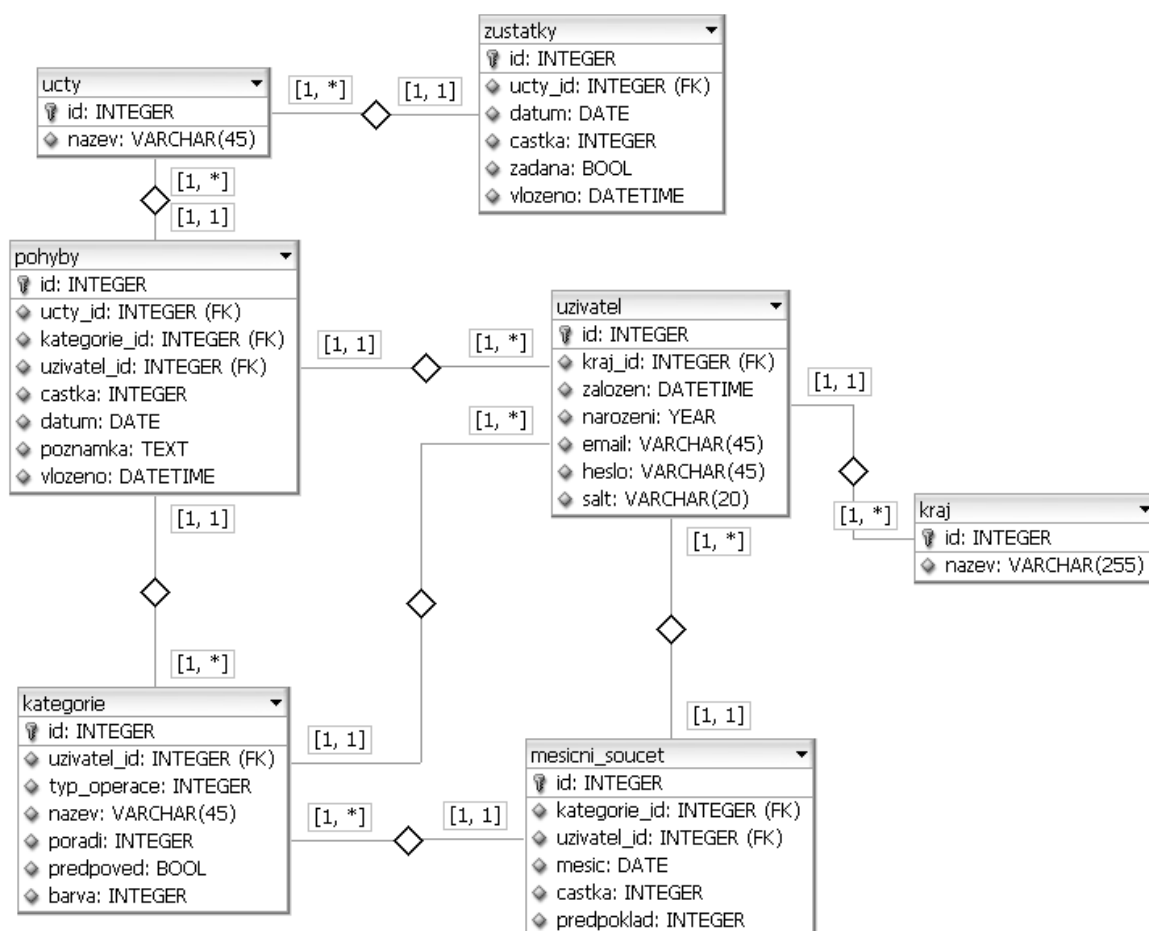 zustatky
id: INTEGER
ucty_id: INTEGER (FK)
datum: DATE
castka: INTEGER
zadana: BOOL
vlozeno: DATETIME
ucty
id: INTEGER
nazev: VARCHAR(45)
[1, *]
[1, 1]
[1, *]
[1, 1]
pohyby
id: INTEGER
ucty_id: INTEGER (FK)
kategorie_id: INTEGER (FK)
uzivatel_id: INTEGER (FK)
castka: INTEGER
datum: DATE
poznamka: TEXT
vlozeno: DATETIME
[1, 1]
[1, *]
uzivatel
id: INTEGER
kraj_id: INTEGER (FK)
zalozen: DATETIME
narozeni: YEAR
email: VARCHAR(45)
heslo: VARCHAR(45)
salt: VARCHAR(20)
[1, *]
[1, 1]
[1, *]
kraj
id: INTEGER
nazev: VARCHAR(255)
[1, 1]
[1, *]
[1, *]
[1, 1]
kategorie
id: INTEGER
uzivatel_id: INTEGER (FK)
typ_operace: INTEGER
nazev: VARCHAR(45)
poradi: INTEGER
predpoved: BOOL
barva: INTEGER
[1, 1]
[1, *]
[1, 1]
mesicni_soucet
id: INTEGER
kategorie_id: INTEGER (FK)
uzivatel_id: INTEGER (FK)
mesic: DATE
castka: INTEGER
predpoklad: INTEGER